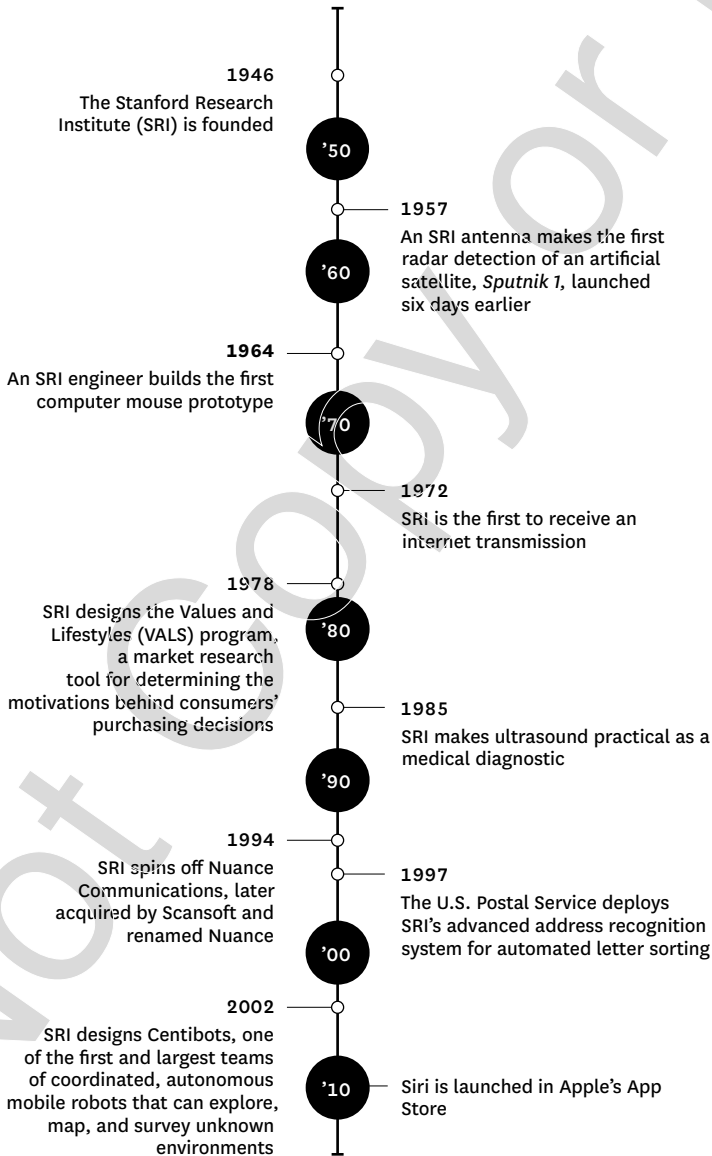 1946
The Stanford Research
Institute (SRI) is founded
’50
1957
An SRI antenna makes the first
radar detection of an artificial
satellite, Sputnik 1, launched
six days earlier
’60
1964
An SRI engineer builds the first
computer mouse prototype
’70
1972
SRI is the first to receive an
internet transmission
1978
SRI designs the Values and
Lifestyles (VALS) program,
a market research
tool for determining the
motivations behind consumers’
purchasing decisions
’80
1985
SRI makes ultrasound practical as a
medical diagnostic
’90
1994
SRI spins off Nuance
Communications, later
acquired by Scansoft and
renamed Nuance
1997
The U.S. Postal Service deploys
SRI’s advanced address recognition
system for automated letter sorting
’00
2002
SRI designs Centibots, one
of the first and largest teams
of coordinated, autonomous
mobile robots that can explore,
map, and survey unknown
environments
’10
Siri is launched in Apple’s App
Store
not Copy or